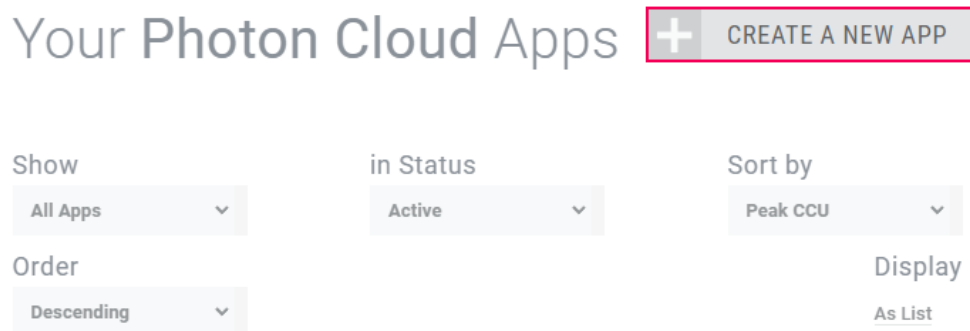 Your Photon Cloud Apps CREATE A NEW APP
Show in Status Sort by
All Apps Active Peak CCU
Order Display
Descending As List